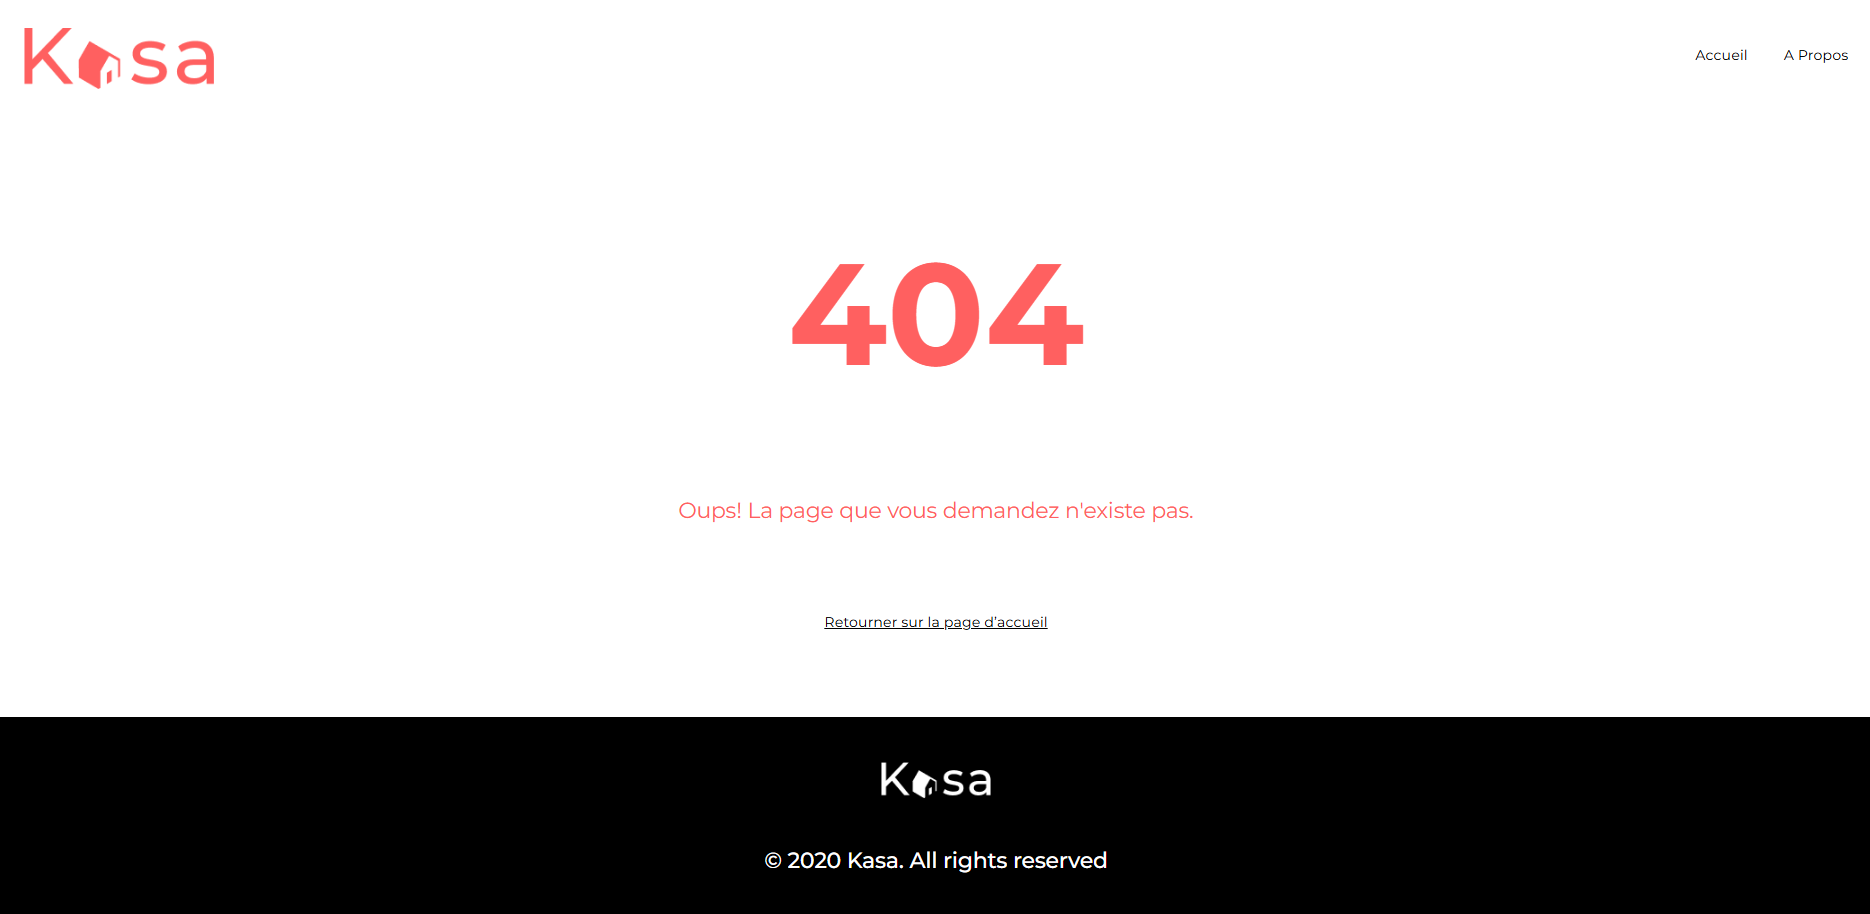 Kasa
Accueil
A Propos
404
Oups! La page que vous demandez n'existe pas.
Retourner sur la page d’accueil
Kasa
© 2020 Kasa. All rights reserved